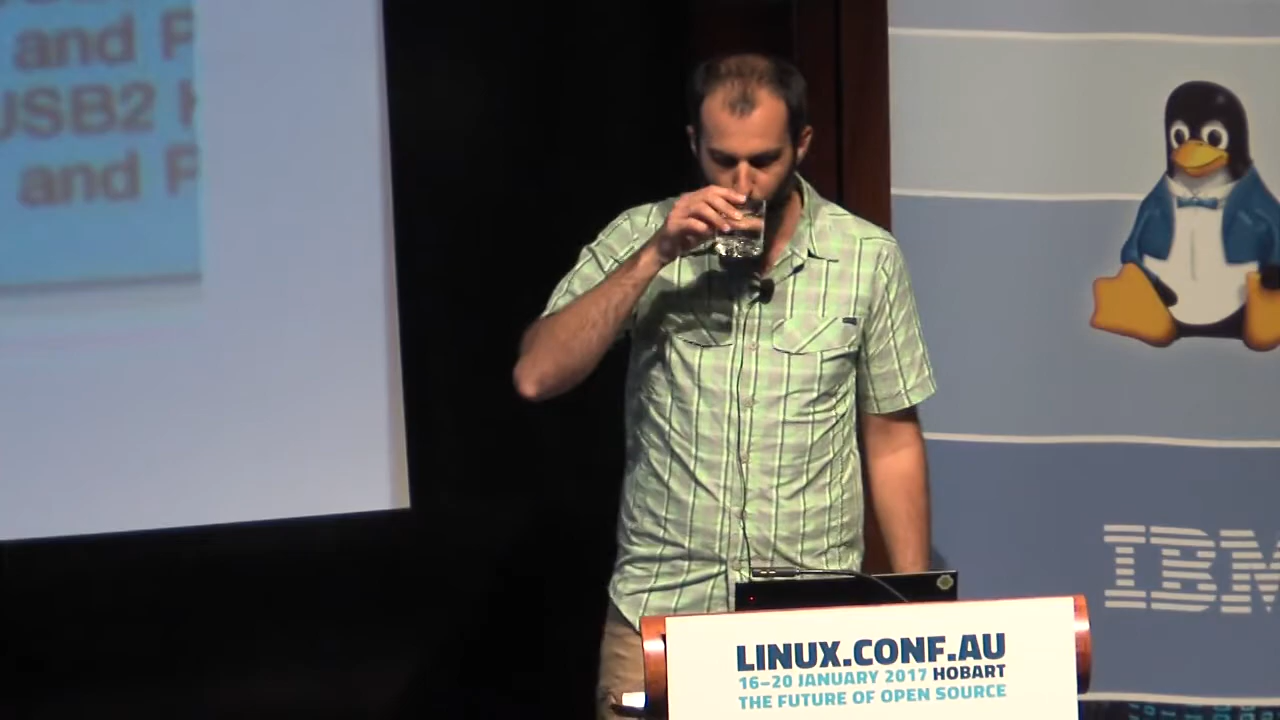 and P
USB2 H
and P
IBM
LINUX.CONF.AU
16–20 JANUARY 2017 HOBART
THE FUTURE OF OPEN SOURCE